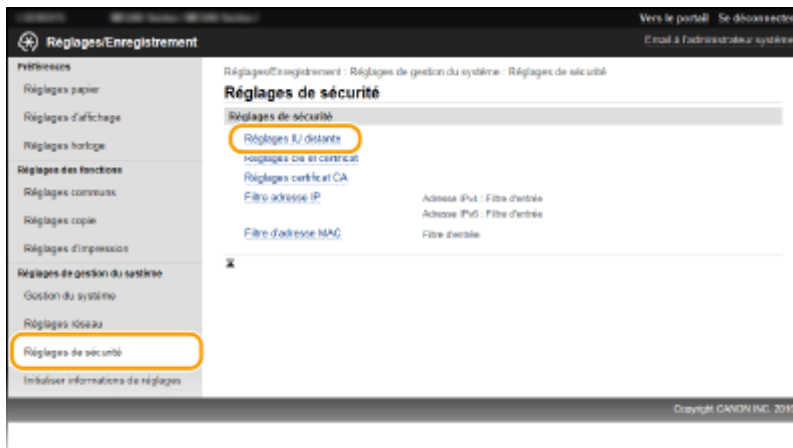 Vers le portail Se déconnecter
Réglages/Enregistrement
Email à l'administrateur système
Préférences
Réglages papier
Réglages d'affichage
Réglages horloge
Réglages des fonctions
Réglages communs
Réglages copie
Réglages d'impression
Réglages de gestion du système
Gestion du système
Réglages réseau
Réglages de sécurité
Initialiser informations de réglages
Réglages/Enregistrement : Réglages de gestion du système : Réglages de sécurité
Réglages de sécurité
Réglages de sécurité
Réglages IU distante
Réglages clé et certificat
Réglages certificat CA
Filtre adresse IP
Adresse IPv4 : Filtre d'entrée
Adresse IPv6 : Filtre d'entrée
Filtre d'adresse MAC
Filtre d'entrée
Copyright CANON INC.